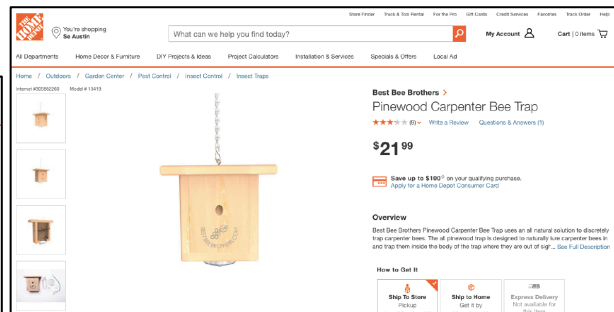 Store Finder Truck & Tool Rental For the Pro Gift Cards Credit Services Favorites Track Order Help
THE HOME DEPOT
You're shopping
Se Austin
What can we help you find today?
My Account
Cart | 0 items
All Departments Home Decor & Furniture DIY Projects & Ideas Project Calculators Installation & Services Specials & Offers Local Ad
Home / Outdoors / Garden Center / Pest Control / Insect Control / Insect Traps
Model # 13419
Best Bee Brothers >
Pinewood Carpenter Bee Trap
Write a Review Questions & Answers (1)
$21 99
Save up to $100° on your qualifying purchase.
Apply for a Home Depot Consumer Card
Overview
Best Bee Brothers Pinewood Carpenter Bee Trap uses an all natural solution to discretely
trap carpenter bees. The all pinewood trap is designed to naturally lure carpenter bees in
and trap them inside the body of the trap where they are out of sigh... See Full Description
How to Get It
Ship To Store
Pickup
Ship to Home
Get it by
Express Delivery
Not available for
this item